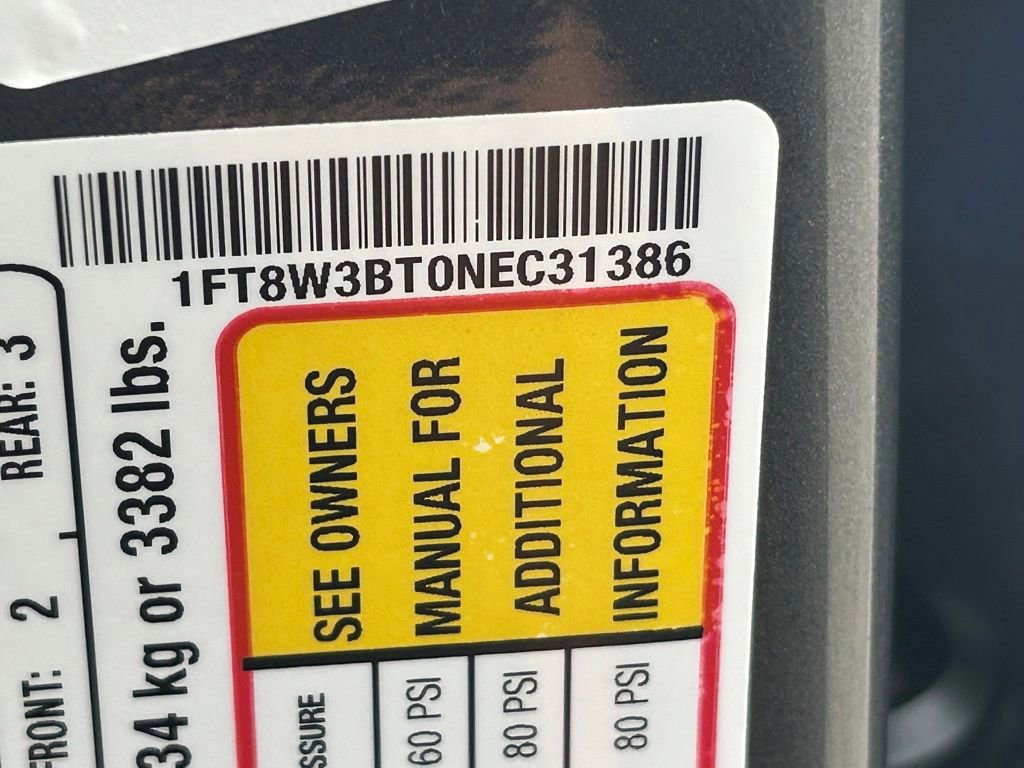 1FT8W3BT0NEC31386
FRONT: 2 REAR: 3
34 kg or 3382 lbs.
SEE OWNERS
MANUAL FOR
ADDITIONAL
INFORMATION
60 PSI
80 PSI
80 PSI